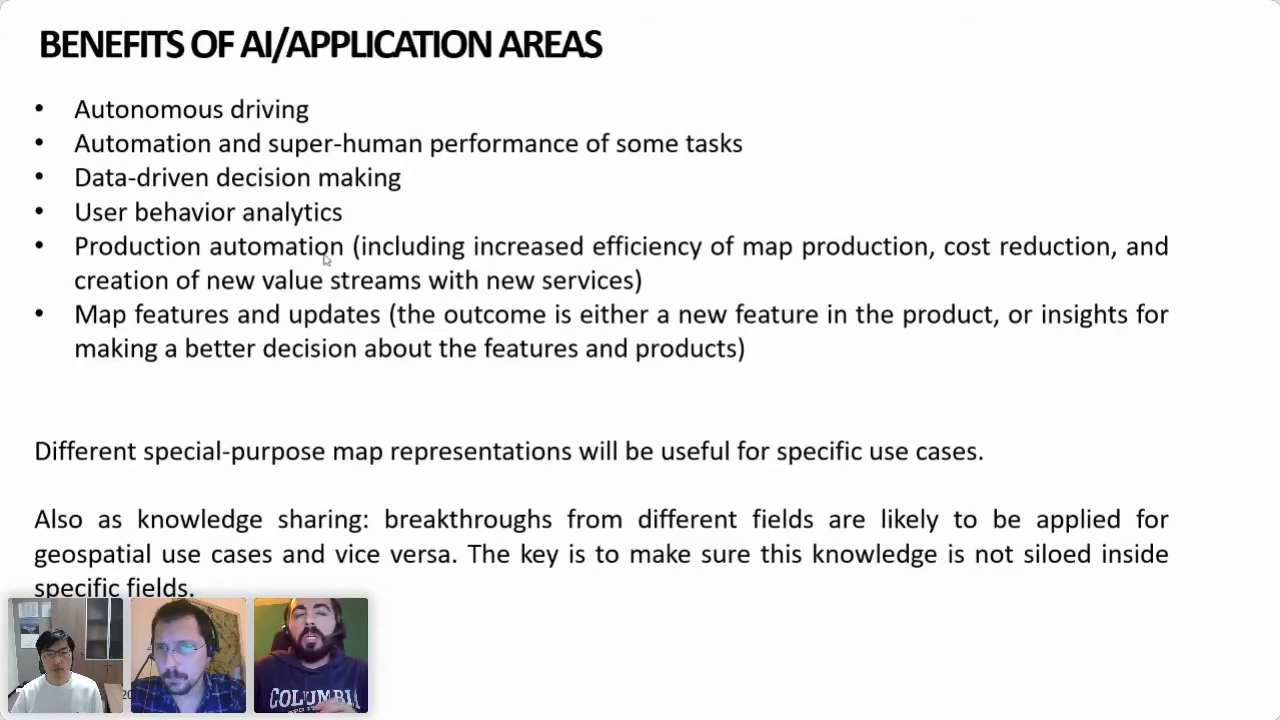 BENEFITS OF AI/APPLICATION AREAS
• Autonomous driving
• Automation and super-human performance of some tasks
• Data-driven decision making
• User behavior analytics
• Production automation (including increased efficiency of map production, cost reduction, and
creation of new value streams with new services)
• Map features and updates (the outcome is either a new feature in the product, or insights for
making a better decision about the features and products)
Different special-purpose map representations will be useful for specific use cases.
Also as knowledge sharing: breakthroughs from different fields are likely to be applied for
geospatial use cases and vice versa. The key is to make sure this knowledge is not siloed inside
specific fields.
COLUMBIA